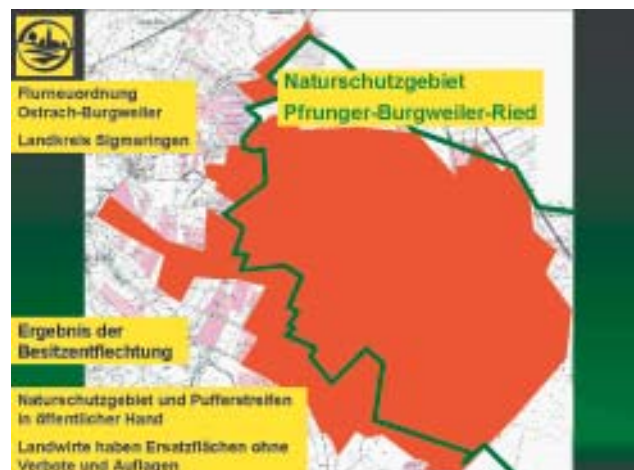 Flurneuordnung
Ostrach-Burgweiler
Landkreis Sigmaringen
Naturschutzgebiet
Pfrunger-Burgweiler-Ried
Ergebnis der
Besitzentflechtung
Naturschutzgebiet und Pufferstreifen
in öffentlicher Hand
Landwirte haben Ersatzflächen ohne
Verbote und Auflagen